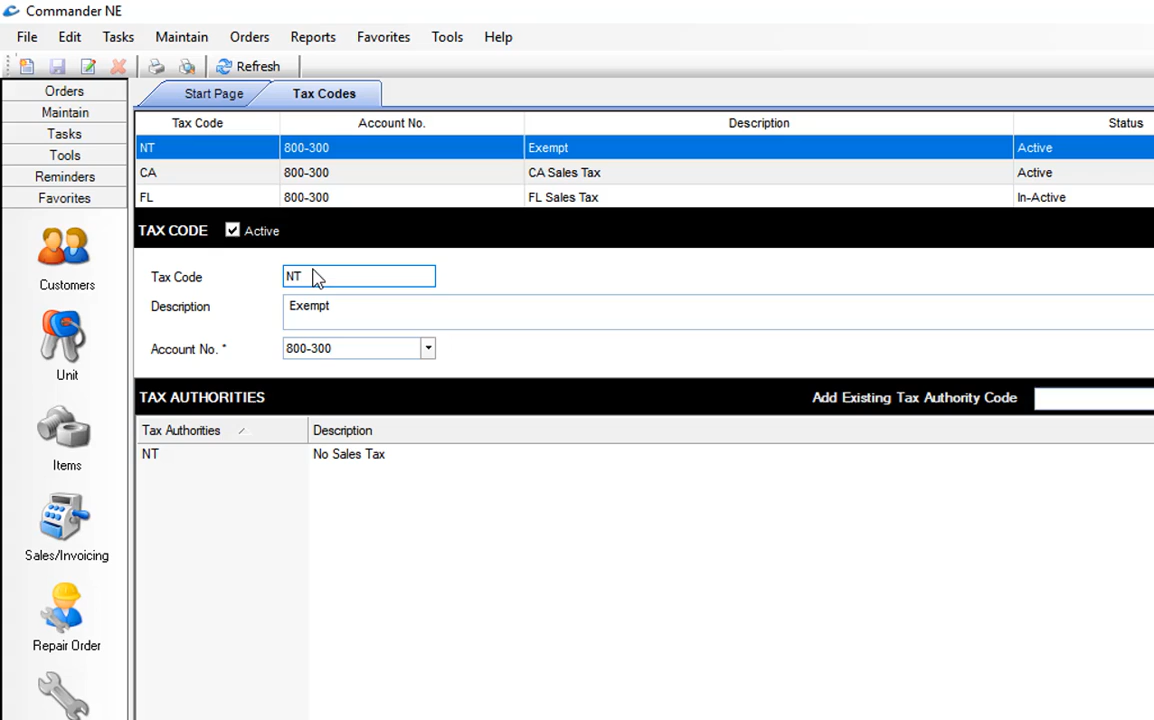 Commander NE
File Edit Tasks Maintain Orders Reports Favorites Tools Help
Refresh
Orders
Maintain
Tasks
Tools
Reminders
Favorites
Customers
Unit
Items
Sales/Invoicing
Repair Order
Start Page Tax Codes
Tax Code Account No. Description Status
NT 800-300 Exempt Active
CA 800-300 CA Sales Tax Active
FL 800-300 FL Sales Tax In-Active
TAX CODE Active
Tax Code NT
Description Exempt
Account No. * 800-300
TAX AUTHORITIES Add Existing Tax Authority Code
Tax Authorities Description
NT No Sales Tax